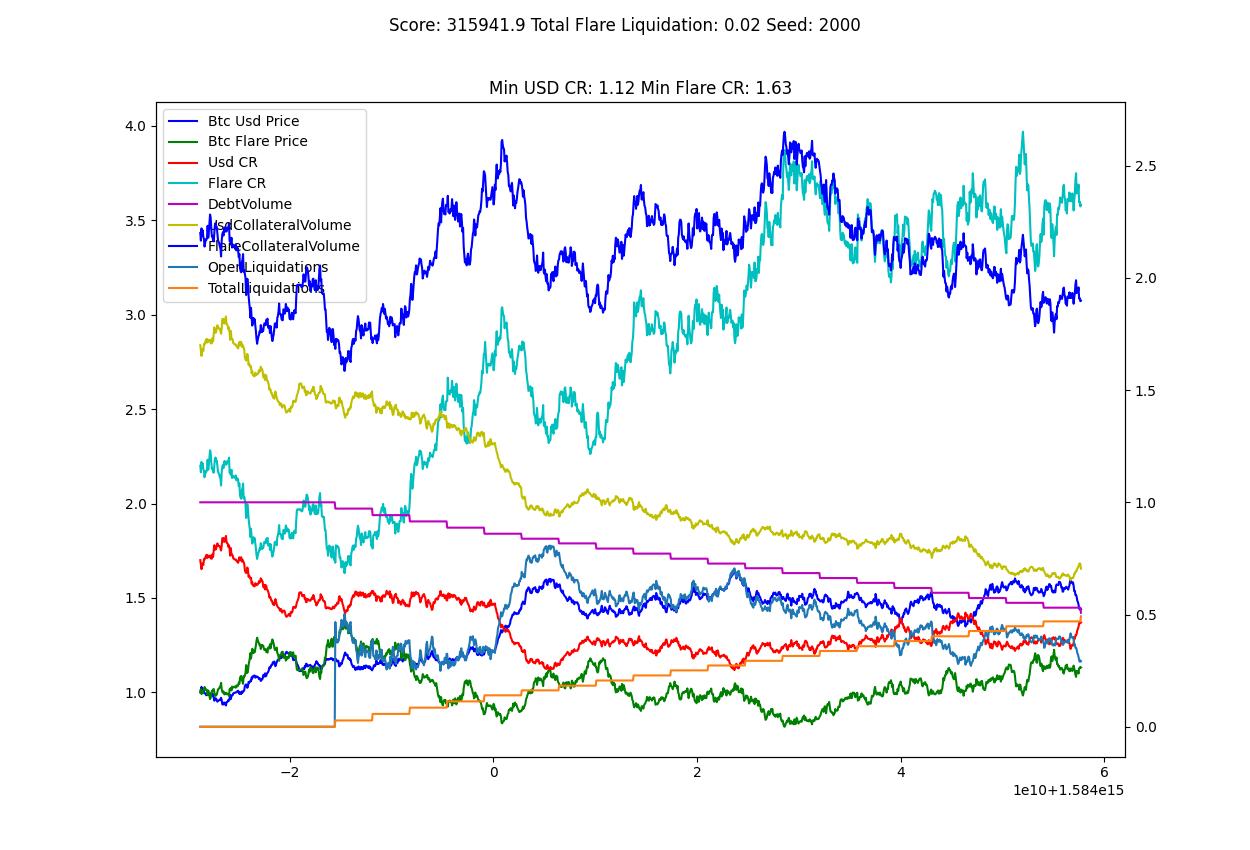 Score: 315941.9 Total Flare Liquidation: 0.02 Seed: 2000
Min USD CR: 1.12 Min Flare CR: 1.63
Btc Usd Price
Btc Flare Price
Usd CR
Flare CR
DebtVolume
UsdCollateralVolume
FlareCollateralVolume
OpenLiquidations
TotalLiquidations
4.0
3.5
3.0
2.5
2.0
1.5
1.0
2.5
2.0
1.5
1.0
0.5
0.0
−2
0
2
4
6
1e10+1.584e15